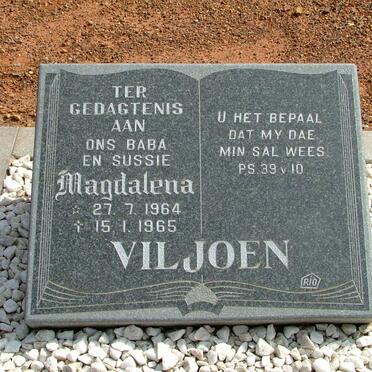 TER
GEDAGTENIS
AAN
ONS BABA
EN SUSSIE
Magdalena
☆ 27. 7. 1964
✝ 15. 1. 1965
U HET BEPAAL
DAT MY DAE
MIN SAL WEES
PS. 39 v 10
VILJOEN
RIO